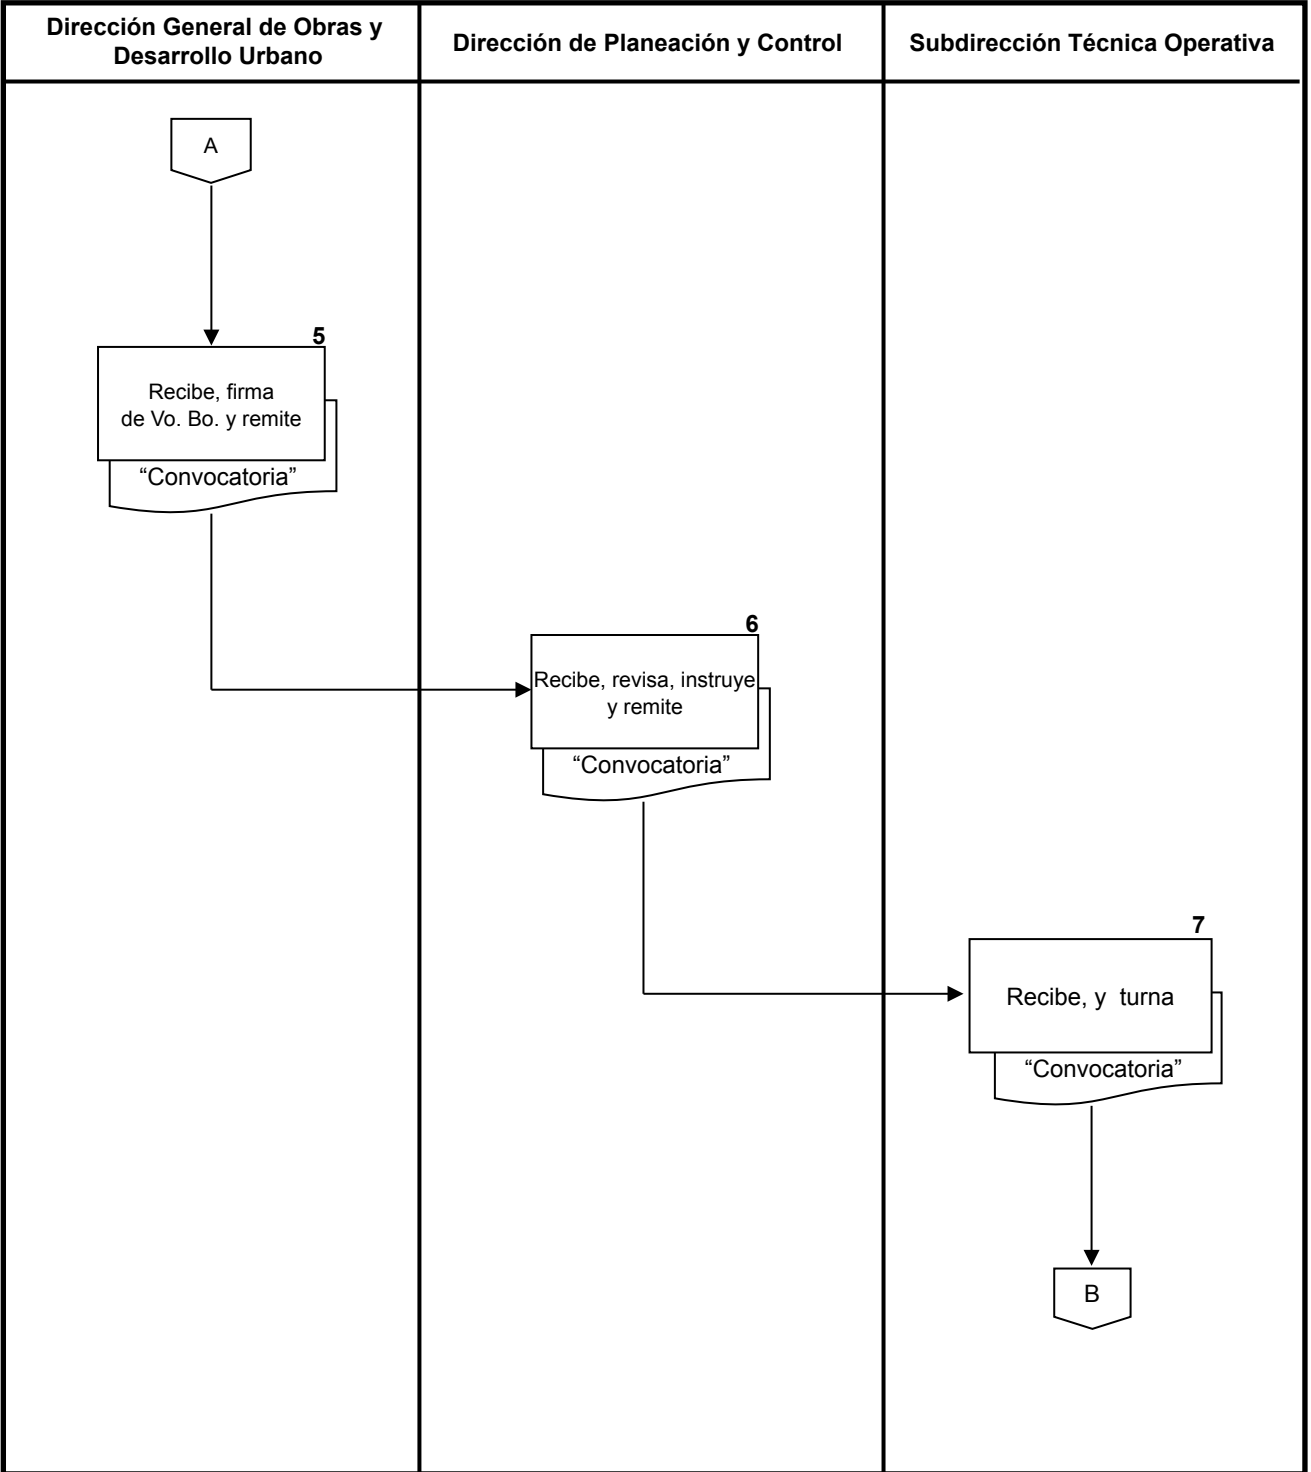 Dirección General de Obras y
Desarrollo Urbano
Dirección de Planeación y Control
Subdirección Técnica Operativa
A
5
Recibe, firma
de Vo. Bo. y remite
“Convocatoria”
6
Recibe, revisa, instruye
y remite
“Convocatoria”
7
Recibe, y turna
“Convocatoria”
B